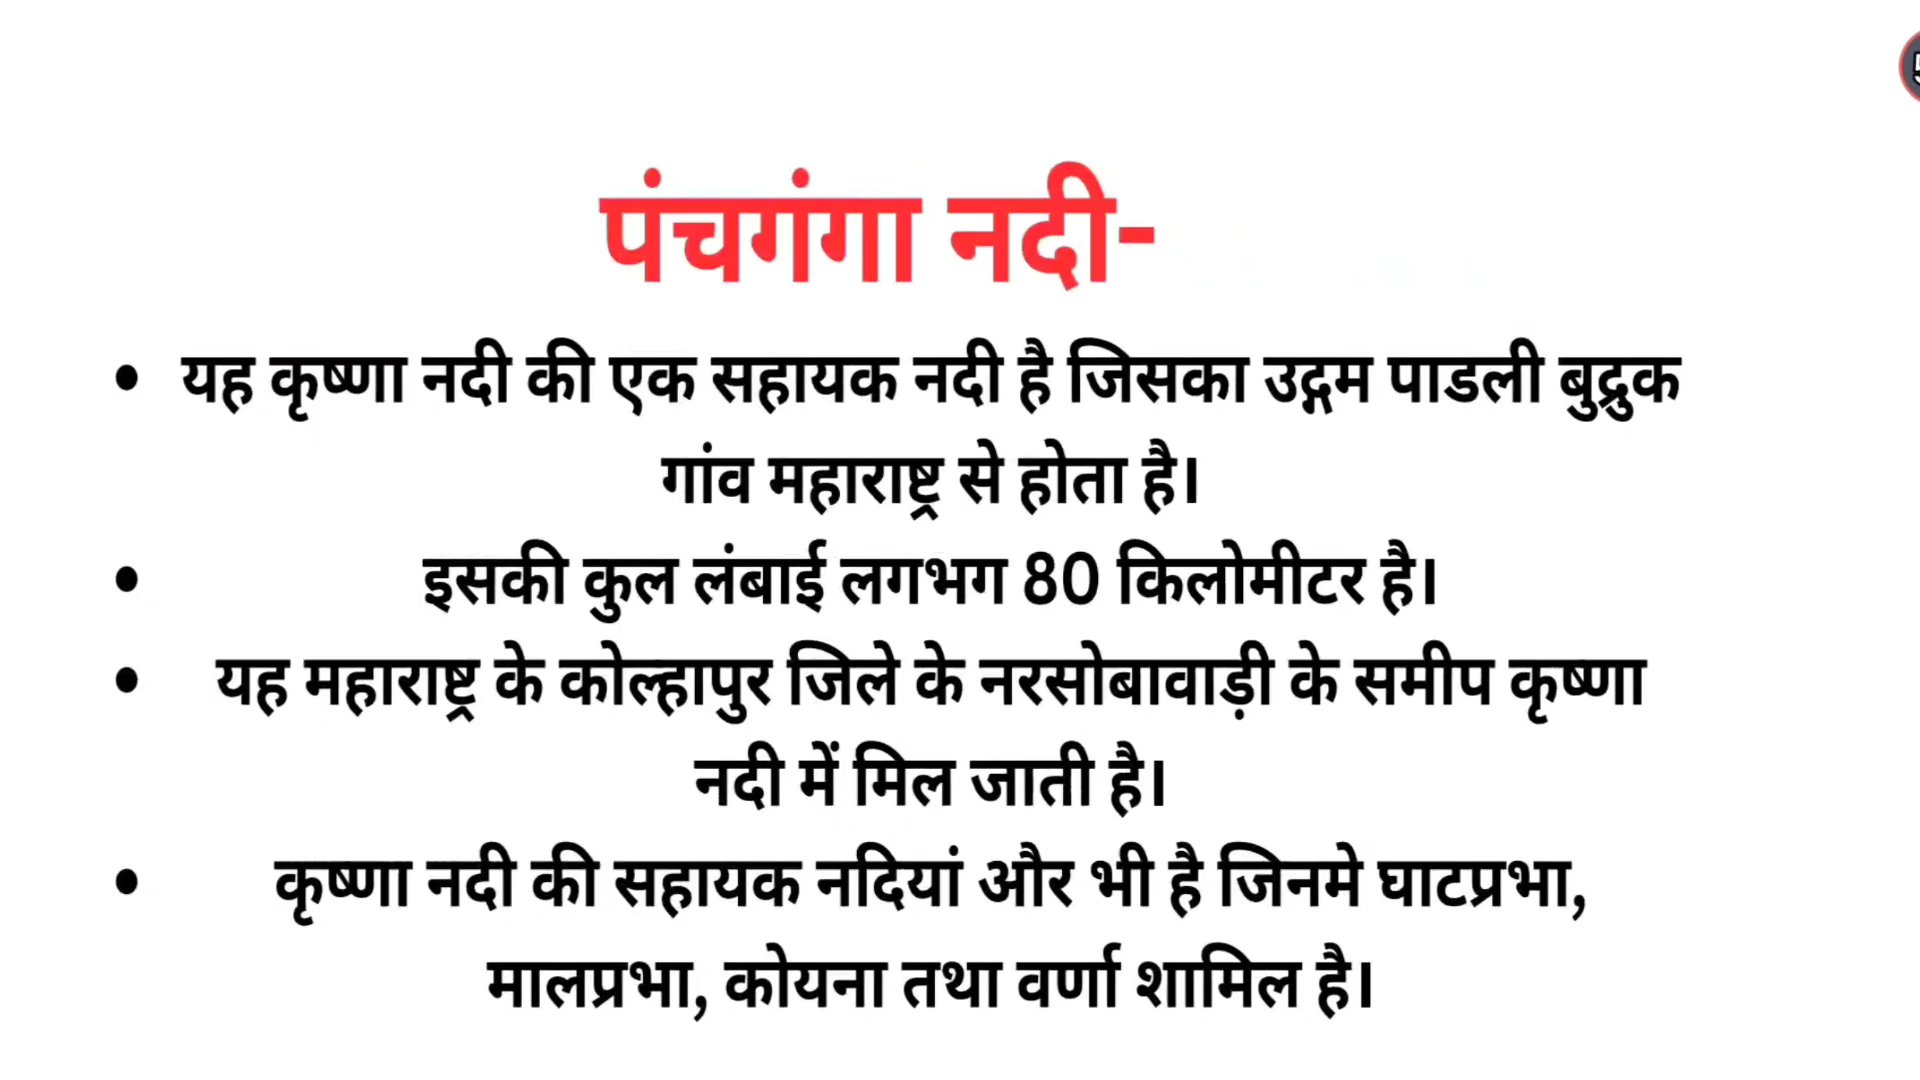 पंचगंगा नदी-
• यह कृष्णा नदी की एक सहायक नदी है जिसका उद्गम पाडली बुद्रुक
गांव महाराष्ट्र से होता है।
• इसकी कुल लंबाई लगभग 80 किलोमीटर है।
• यह महाराष्ट्र के कोल्हापुर जिले के नरसोबावाड़ी के समीप कृष्णा
नदी में मिल जाती है।
• कृष्णा नदी की सहायक नदियां और भी है जिनमे घाटप्रभा,
मालप्रभा, कोयना तथा वर्णा शामिल है।